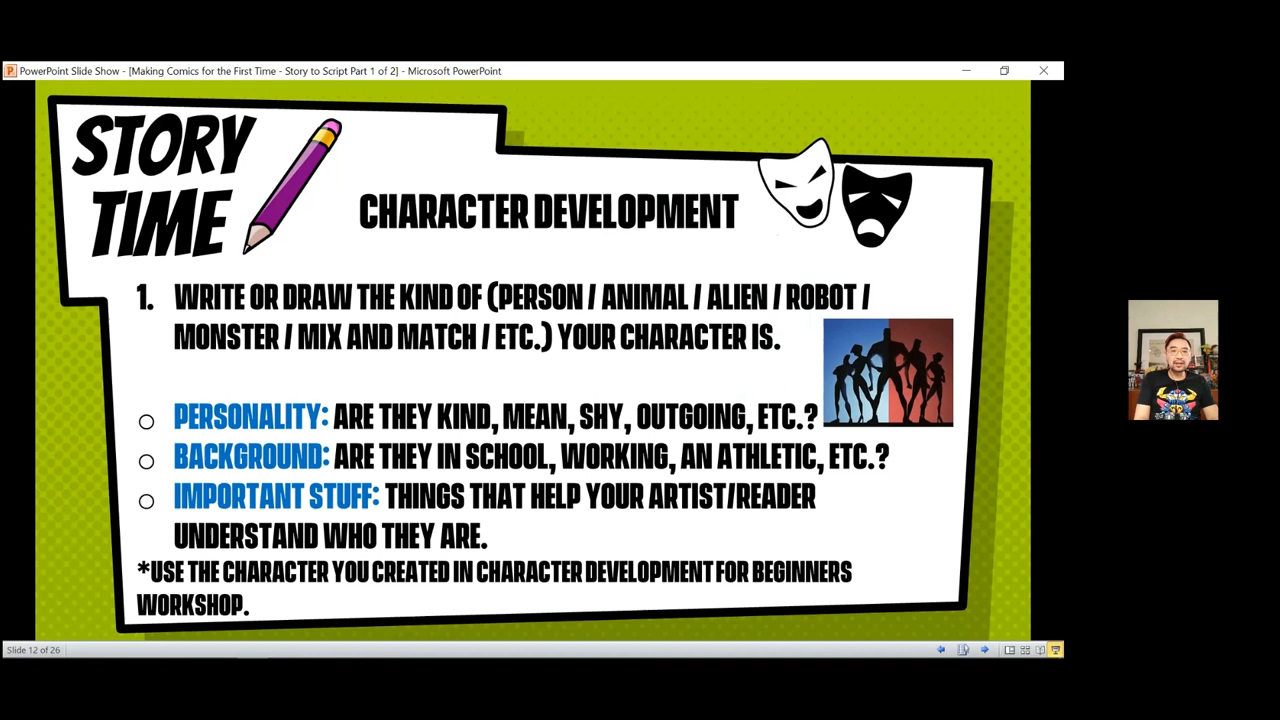 PowerPoint Slide Show - [Making Comics for the First Time - Story to Script Part 1 of 2] - Microsoft PowerPoint
STORY
TIME
CHARACTER DEVELOPMENT
1. WRITE OR DRAW THE KIND OF (PERSON / ANIMAL / ALIEN / ROBOT /
MONSTER / MIX AND MATCH / ETC.) YOUR CHARACTER IS.
○ PERSONALITY: ARE THEY KIND, MEAN, SHY, OUTGOING, ETC.?
○ BACKGROUND: ARE THEY IN SCHOOL, WORKING, AN ATHLETIC, ETC.?
○ IMPORTANT STUFF: THINGS THAT HELP YOUR ARTIST/READER
UNDERSTAND WHO THEY ARE.
*USE THE CHARACTER YOU CREATED IN CHARACTER DEVELOPMENT FOR BEGINNERS
WORKSHOP.
Slide 12 of 26